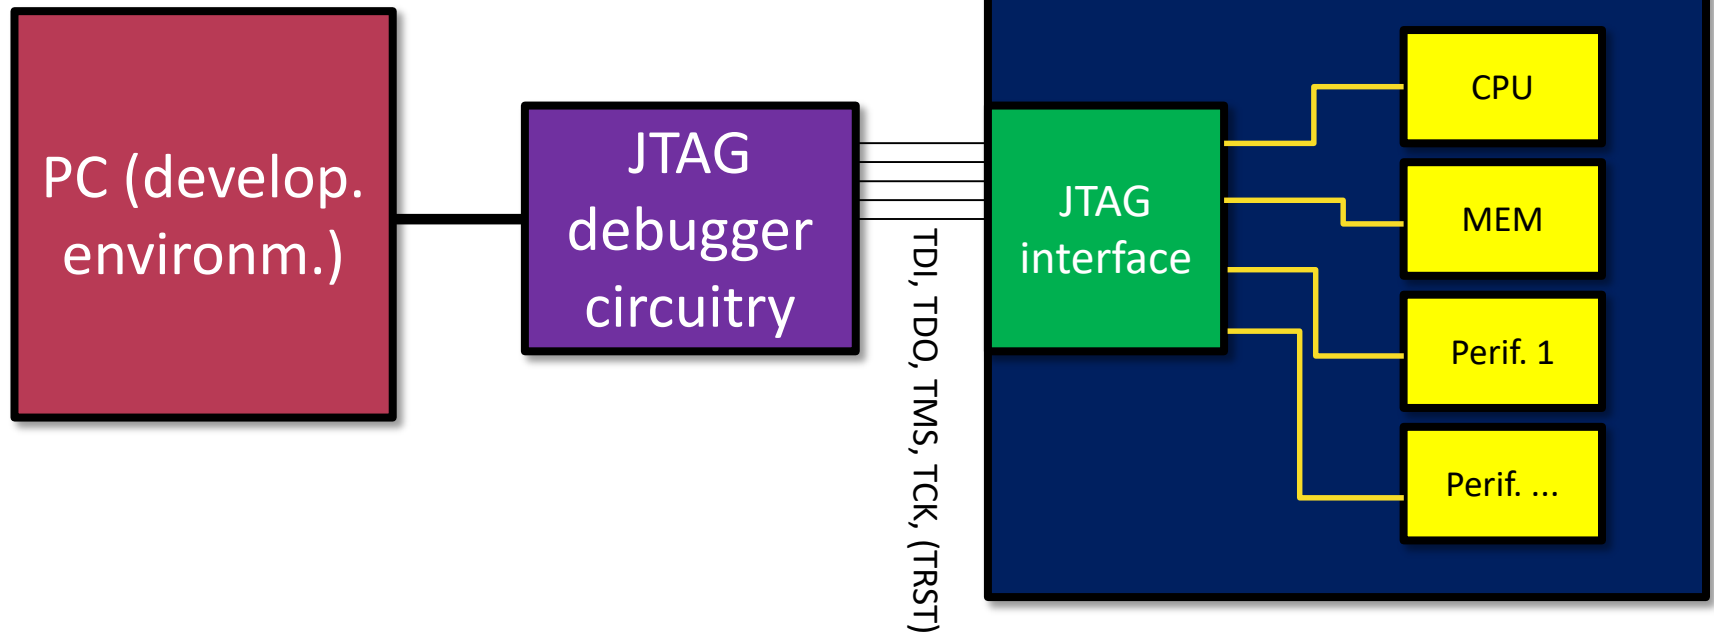 PC (develop.
environm.)
JTAG
debugger
circuitry
TDI, TDO, TMS, TCK, (TRST)
JTAG
interface
CPU
MEM
Perif. 1
Perif. ...